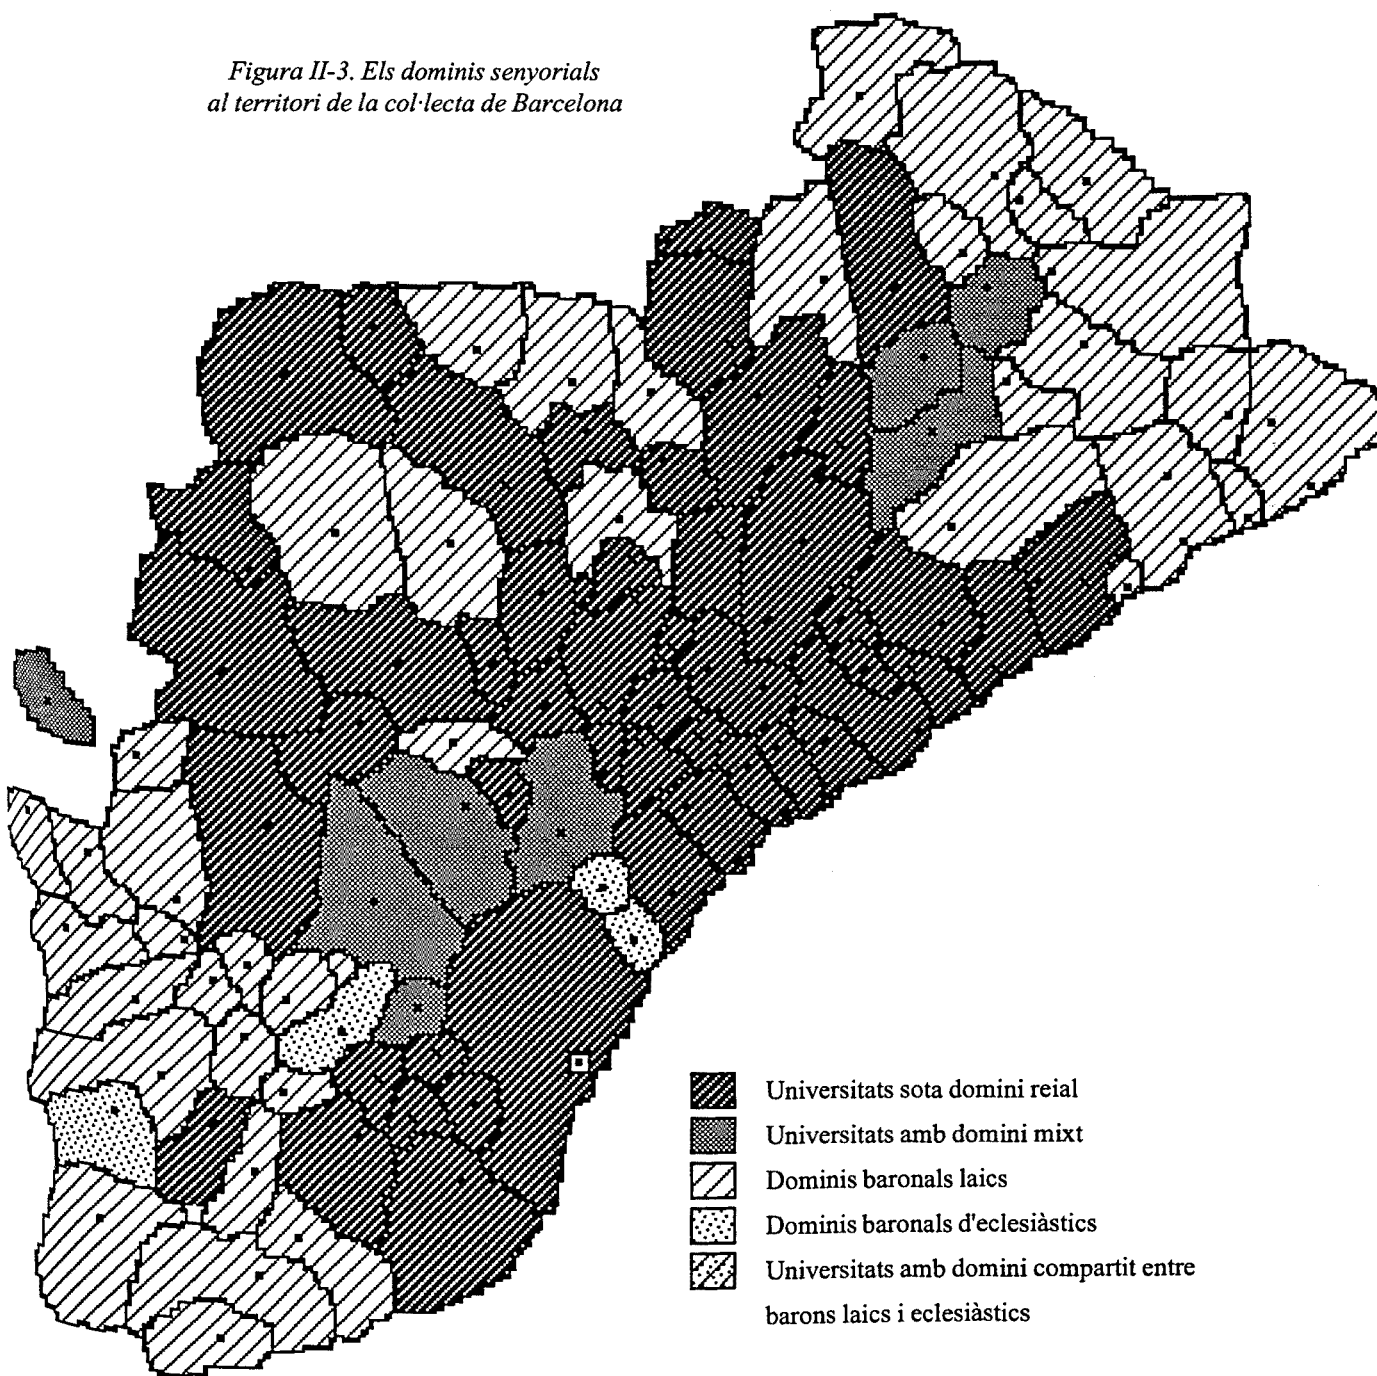 Figura II-3. Els dominis senyorials
al territori de la col·lecta de Barcelona
Universitats sota domini reial
Universitats amb domini mixt
Dominis baronals laics
Dominis baronals d'eclesiàstics
Universitats amb domini compartit entre
barons laics i eclesiàstics